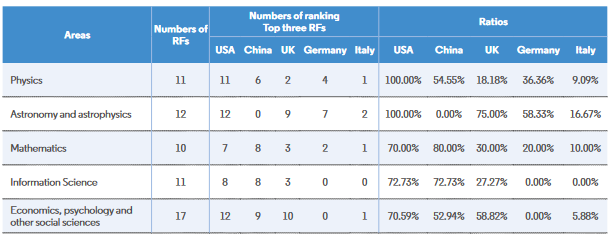 Areas Numbers of RFs Numbers of ranking Top three RFs Ratios
USA China UK Germany Italy USA China UK Germany Italy
Physics 11 11 6 2 4 1 100.00% 54.55% 18.18% 36.36% 9.09%
Astronomy and astrophysics 12 12 0 9 7 2 100.00% 0.00% 75.00% 58.33% 16.67%
Mathematics 10 7 8 3 2 1 70.00% 80.00% 30.00% 20.00% 10.00%
Information Science 11 8 8 3 0 0 72.73% 72.73% 27.27% 0.00% 0.00%
Economics, psychology and
other social sciences 17 12 9 10 0 1 70.59% 52.94% 58.82% 0.00% 5.88%